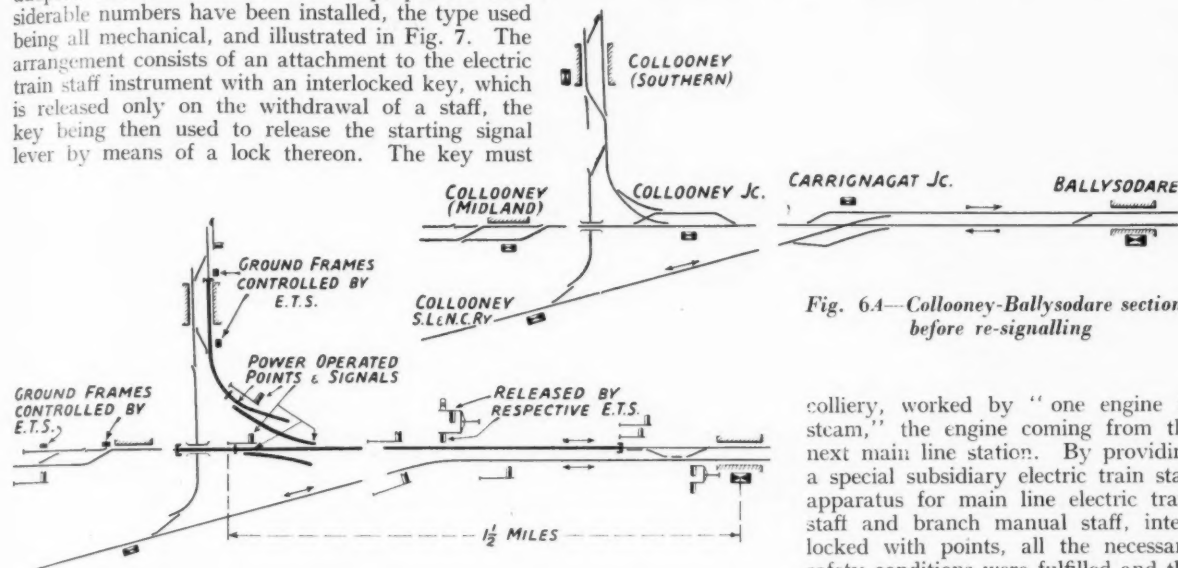 siderable numbers have been installed, the type used
being all mechanical, and illustrated in Fig. 7. The
arrangement consists of an attachment to the electric
train staff instrument with an interlocked key, which
is released only on the withdrawal of a staff, the
key being then used to release the starting signal
lever by means of a lock thereon. The key must
COLLOONEY
(SOUTHERN)
COLLOONEY
(MIDLAND)
COLLOONEY JC.
CARRIGNAGAT JC.
BALLYSODARE
COLLOONEY
S.L&N.C.RY
Fig. 6A—Collooney-Ballysodare section
before re-signalling
GROUND FRAMES
CONTROLLED BY
E.T.S.
POWER OPERATED
POINTS & SIGNALS
GROUND FRAMES
CONTROLLED BY
E.T.S.
RELEASED BY
RESPECTIVE E.T.S.
1½ MILES
colliery, worked by "one engine
steam," the engine coming from
next main line station. By
a special subsidiary electric train
apparatus for main line electric
staff and branch manual staff,
locked with points, all the
safety conditions were fulfilled and